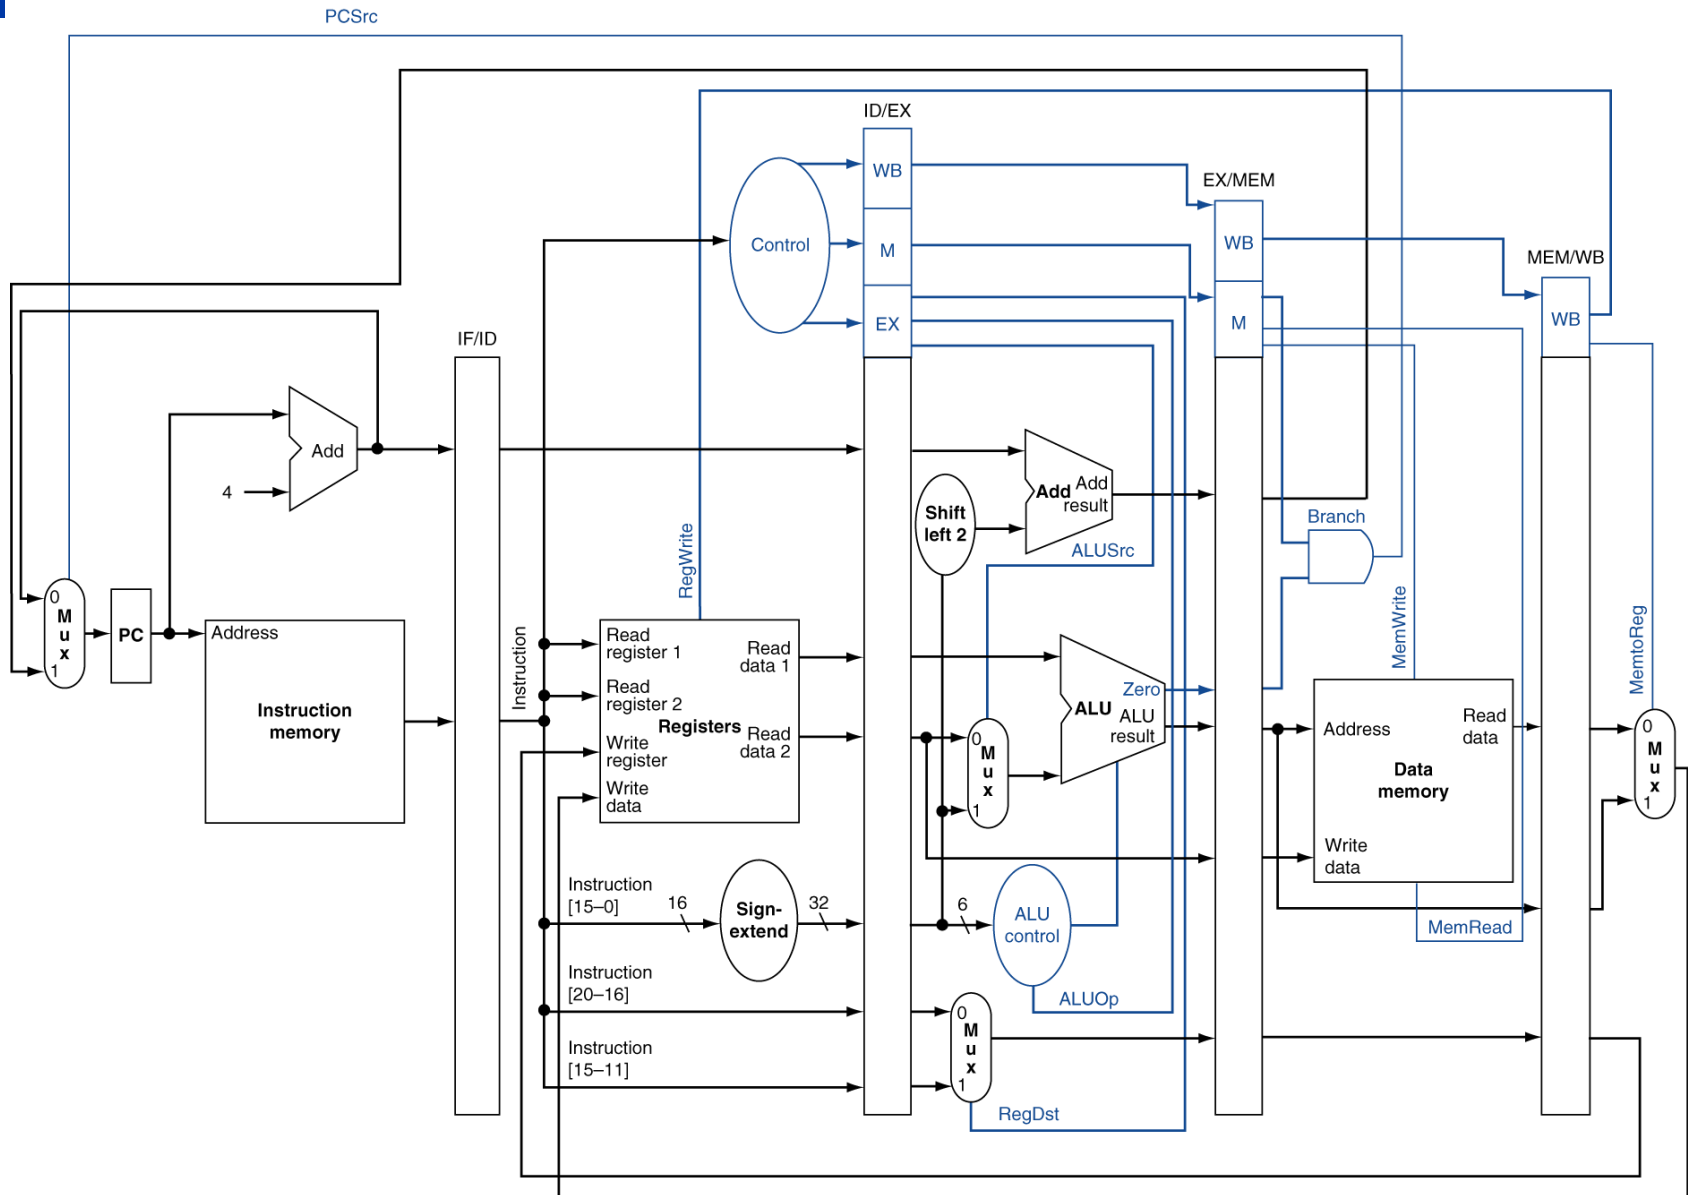 PCSrc
ID/EX
WB
EX/MEM
Control
M
WB
MEM/WB
EX
M
WB
IF/ID
Add
4
Shift
left 2
Add
Add
result
Branch
ALUSrc
RegWrite
MemWrite
MemtoReg
0
M
u
x
1
PC
Address
Instruction
memory
Instruction
Read
register 1
Read
register 2
Write
register
Write
data
Registers
Read
data 1
Read
data 2
0
M
u
x
1
Zero
ALU
ALU
result
Address
Read
data
Data
memory
Write
data
MemRead
0
M
u
x
1
Instruction
[15–0]
16
Sign-
extend
32
6
ALU
control
ALUOp
Instruction
[20–16]
Instruction
[15–11]
0
M
u
x
1
RegDst